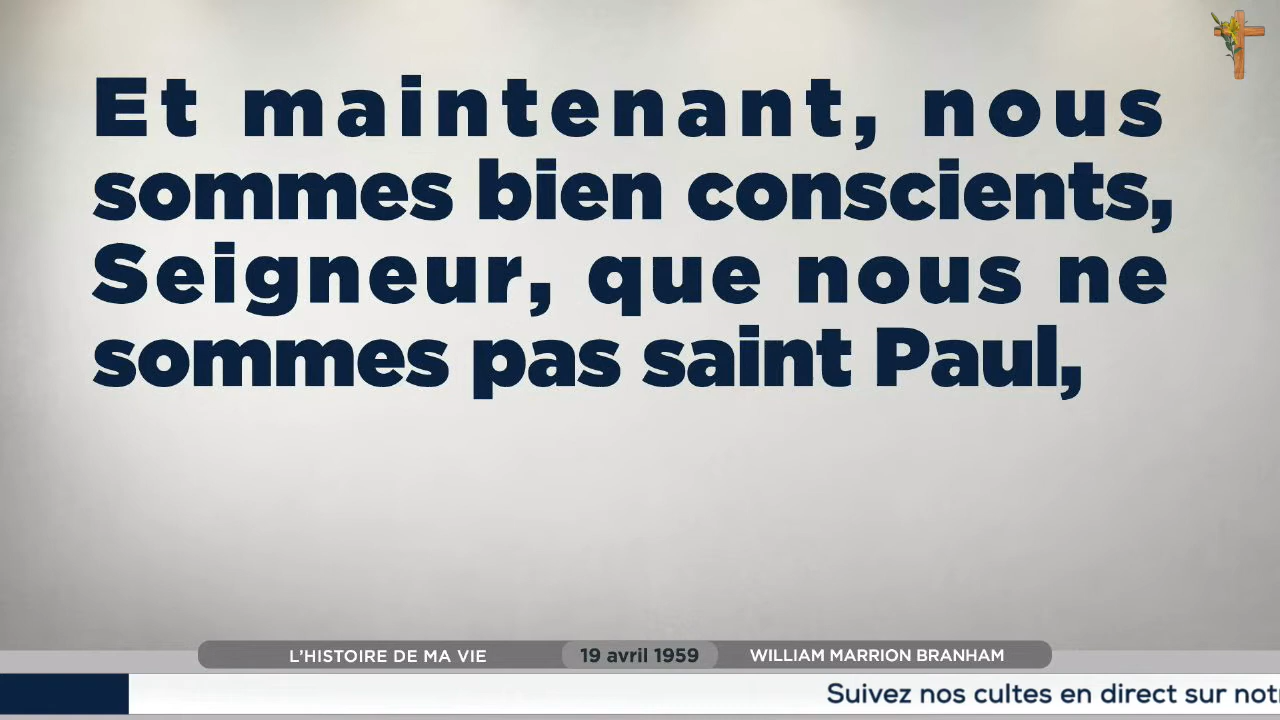 Et maintenant, nous
sommes bien conscients,
Seigneur, que nous ne
sommes pas saint Paul,
L'HISTOIRE DE MA VIE
19 avril 1959
WILLIAM MARRION BRANHAM
Suivez nos cultes en direct sur